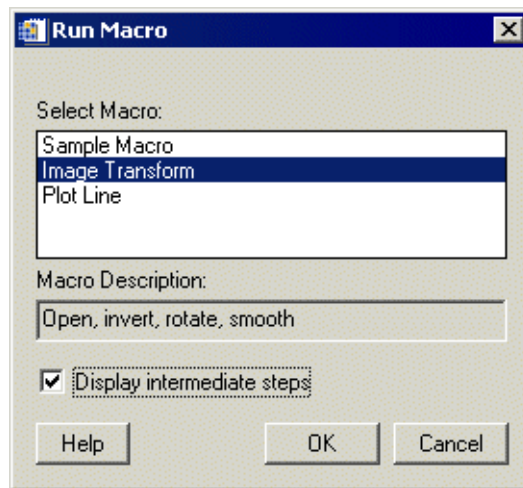 Run Macro
Select Macro:
Sample Macro
Image Transform
Plot Line
Macro Description:
Open, invert, rotate, smooth
Display intermediate steps
Help OK Cancel